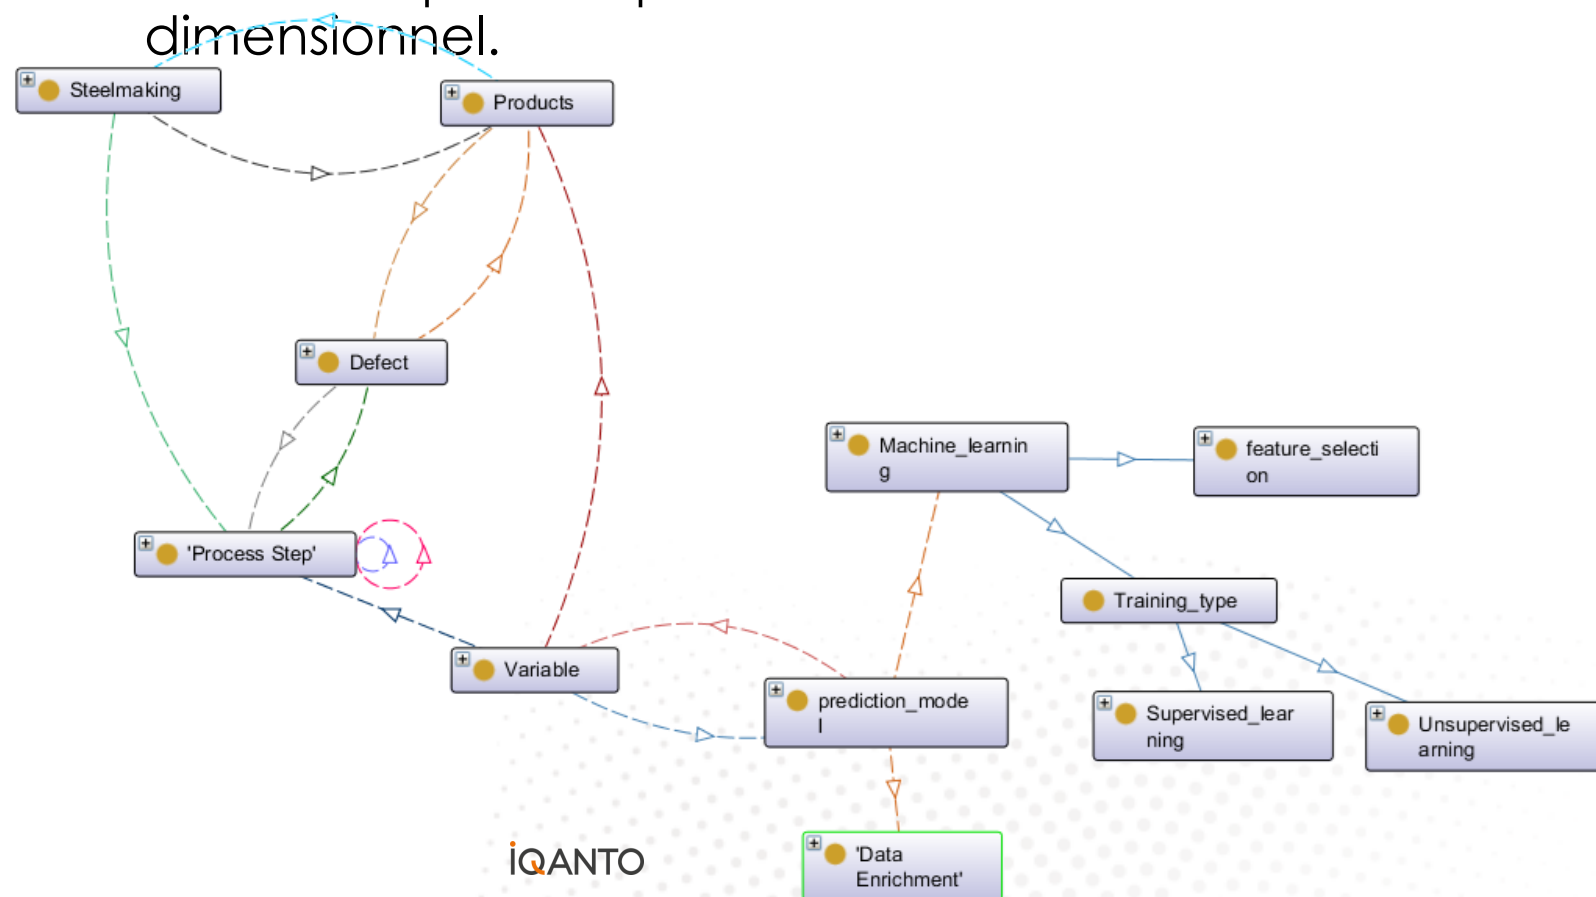 dimensionnel.
Steelmaking
Products
Defect
Machine_learnin
g
feature_selecti
on
'Process Step'
Training_type
Variable
prediction_mode
l
Supervised_lear
ning
Unsupervised_le
arning
'Data
Enrichment'
iQANTO